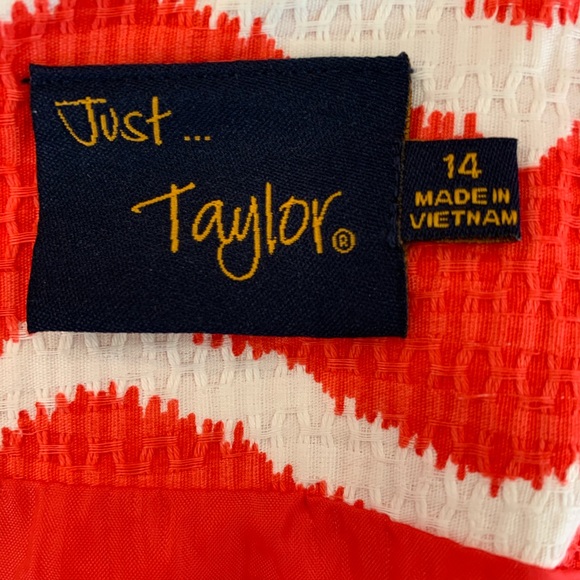 Just ...
Taylor®
14
MADE IN
VIETNAM